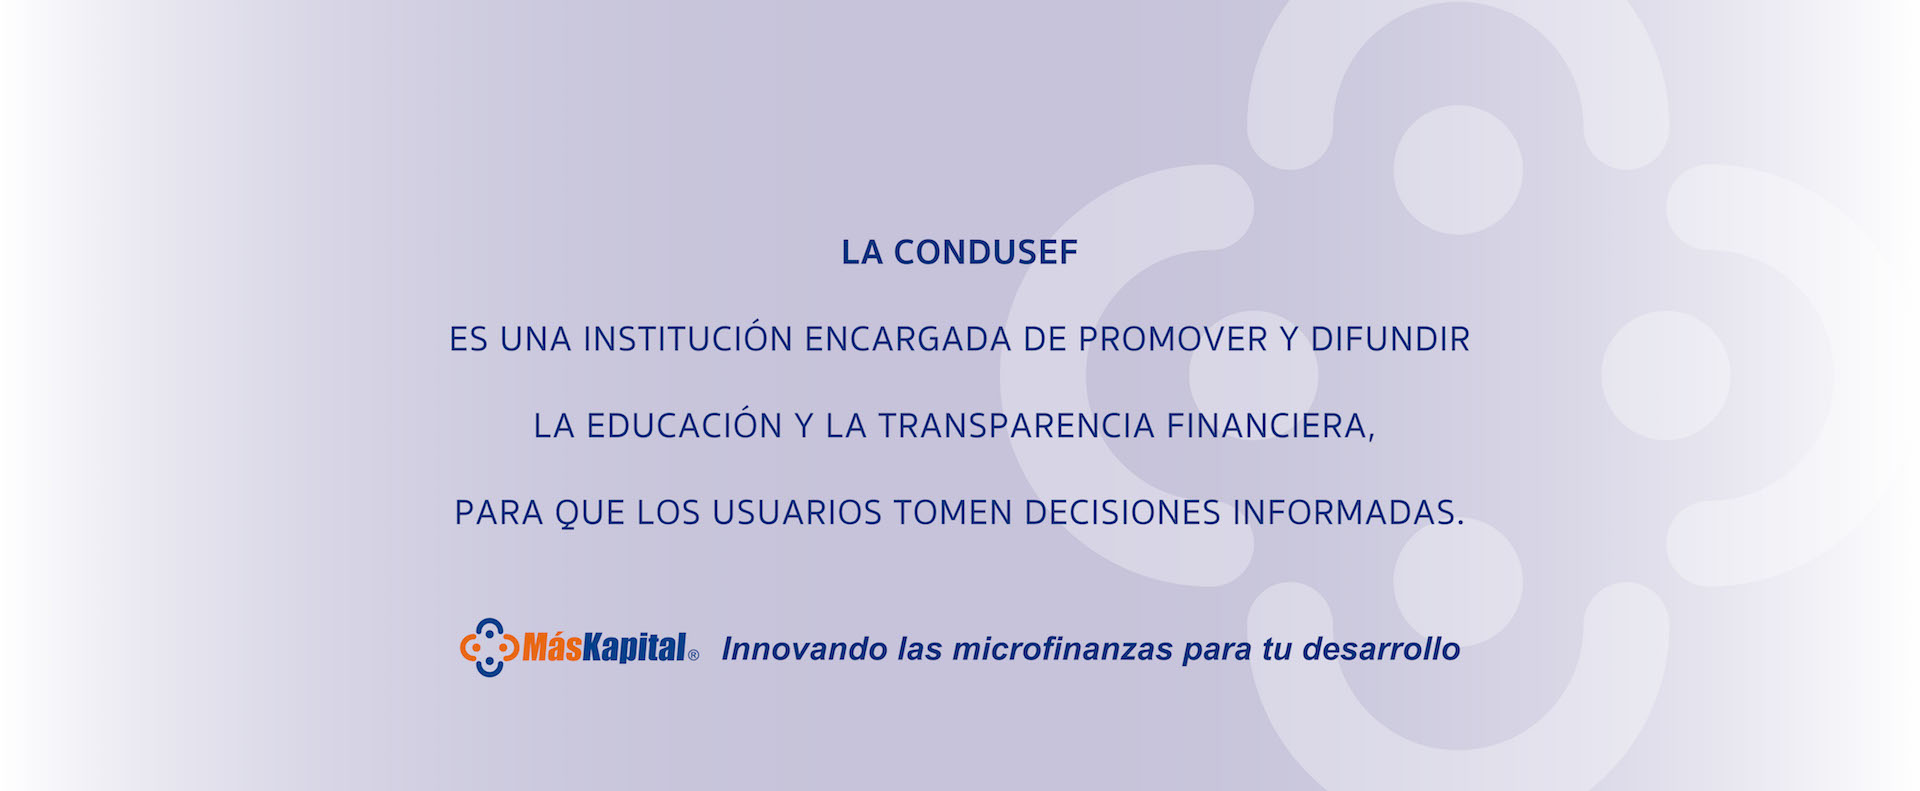 LA CONDUSEF
ES UNA INSTITUCIÓN ENCARGADA DE PROMOVER Y DIFUNDIR
LA EDUCACIÓN Y LA TRANSPARENCIA FINANCIERA,
PARA QUE LOS USUARIOS TOMEN DECISIONES INFORMADAS.
MásKapital® Innovando las microfinanzas para tu desarrollo